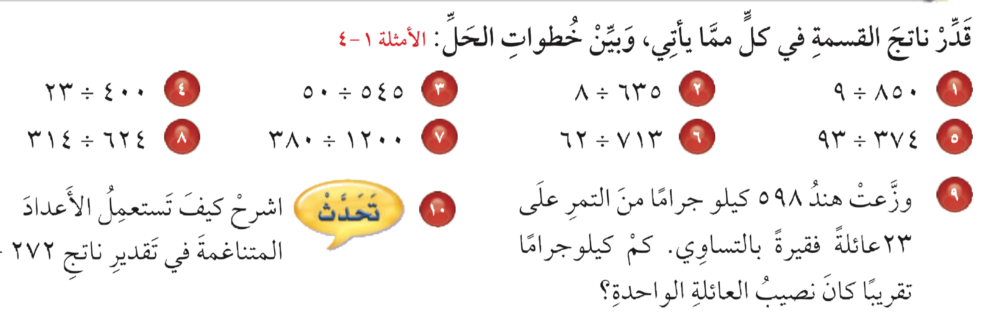 قَدِّرْ ناتجَ القسمةِ في كلٍّ ممَّا يأتِي، وَبيِّنْ خُطواتِ الحَلِّ: الأمثلة ١-٤
١ ٨٥٠ ÷ ٩ ٢ ٦٣٥ ÷ ٨ ٣ ٥٤٥ ÷ ٥٠ ٤ ٤٠٠ ÷ ٢٣
٥ ٣٧٤ ÷ ٩٣ ٦ ٧١٣ ÷ ٦٢ ٧ ١٢٠٠ ÷ ٣٨٠ ٨ ٦٢٤ ÷ ٣١٤
٩ وزَّعتْ هندُ ٥٩٨ كيلو جرامًا منَ التمرِ علَى
٢٣ عائلةً فقيرةً بالتساوِي. كمْ كيلوجرامًا
تقريبًا كانَ نصيبُ العائلةِ الواحدةِ؟
١٠ تَحَدَّثْ اشرحْ كيفَ تَستعمِلُ الأَعدادَ
المتناغمةَ في تَقديرِ ناتجِ ٢٧٢